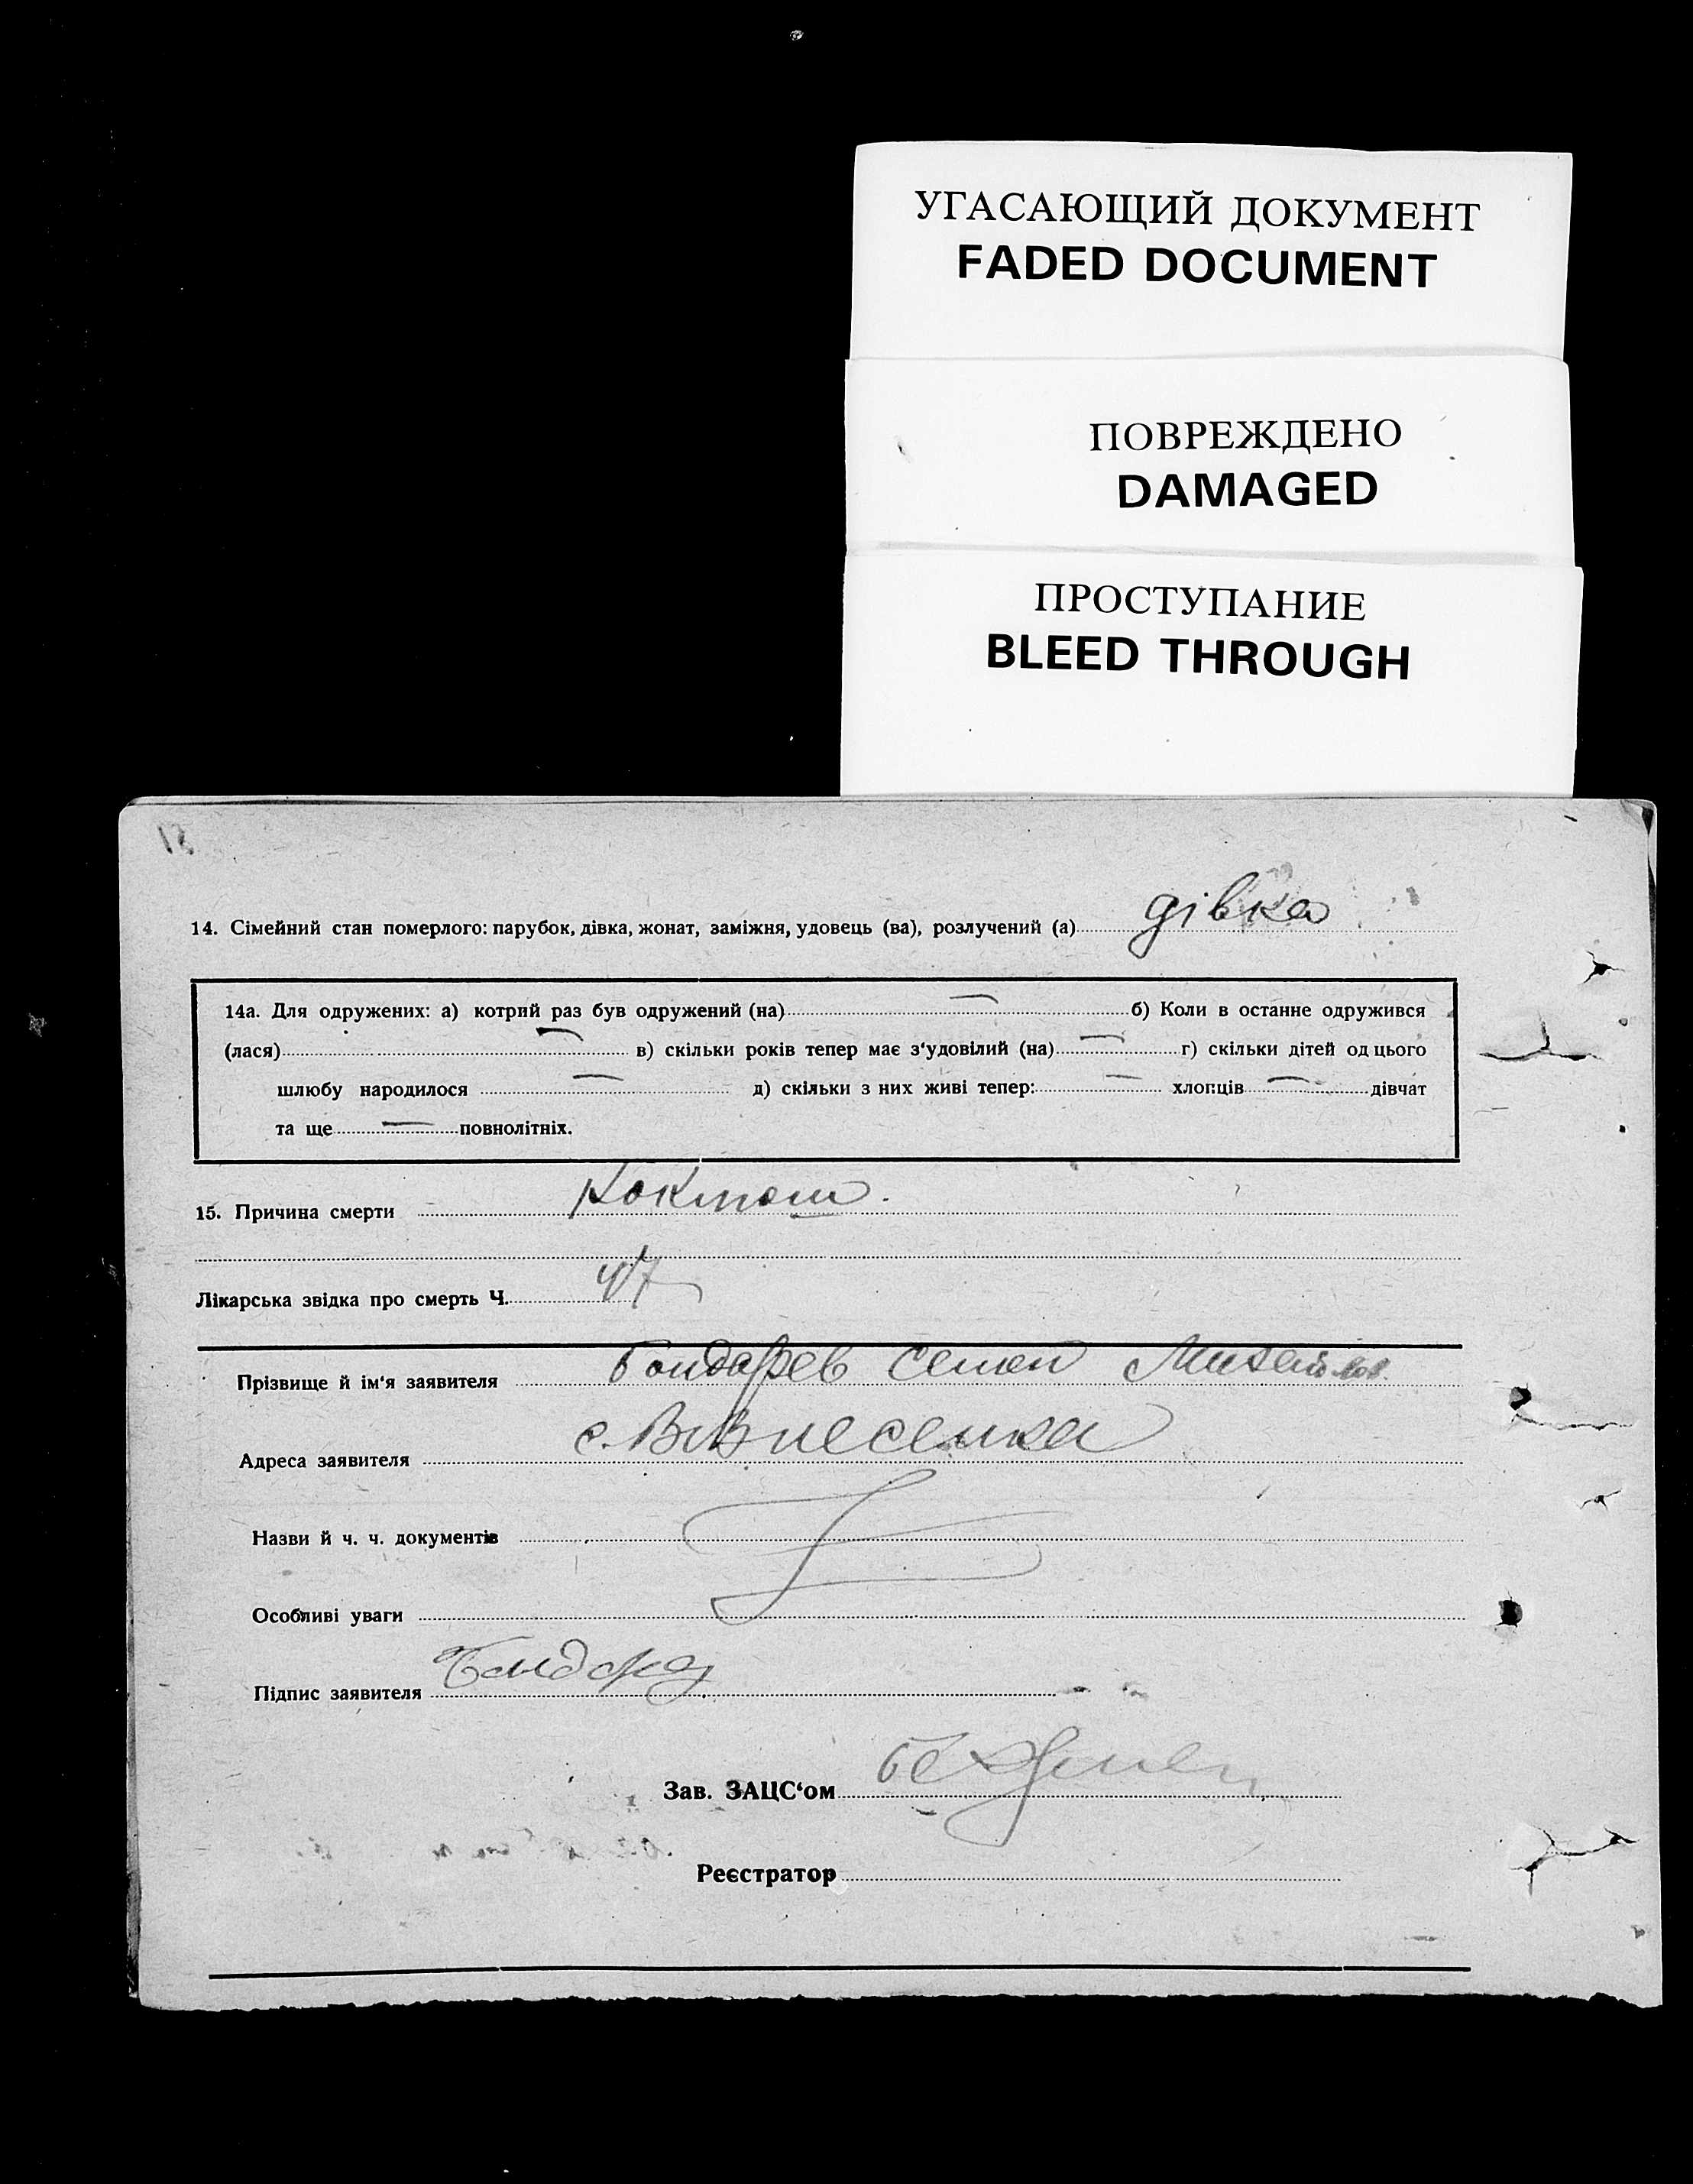 УГАСАЮЩИЙ ДОКУМЕНТ
FADED DOCUMENT
ПОВРЕЖДЕНО
DAMAGED
ПРОСТУПАНИЕ
BLEED THROUGH
14. Сімейний стан померлого: парубок, дівка, жонат, заміжня, удовець (ва), розлучений (а) дівка
14а. Для одружених: а) котрий раз був одружений (на) — б) Коли в останне одружився
(лася) — в) скільки років тепер має з‘удовілий (на) — г) скільки дітей од цього
шлюбу народилося — д) скільки з них живі тепер: — хлопців — дівчат
та ще — повнолітніх.
15. Причина смерти Коклюш.
Лікарська звідка про смерть Ч. 47
Прізвище й ім‘я заявителя Бондарев Семен Михайлов.
Адреса заявителя с. Вознесенка
Назви й ч. ч. документів
Особливі уваги
Підпис заявителя
Зав. ЗАЦС‘ом
Реєстратор